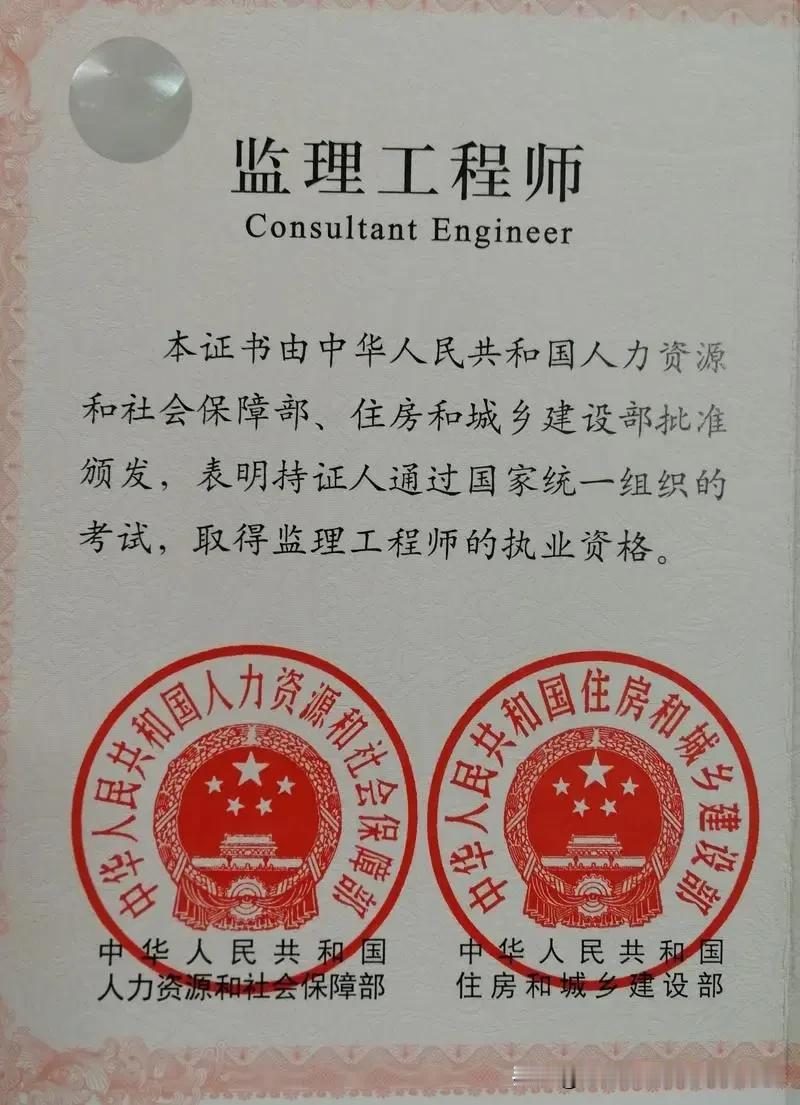 监理工程师
Consultant Engineer
本证书由中华人民共和国人力资源
和社会保障部、住房和城乡建设部批准
颁发，表明持证人通过国家统一组织的
考试，取得监理工程师的执业资格。
中华人民共和国人力资源和社会保障部
中华人民共和国住房和城乡建设部
中华人民共和国
人力资源和社会保障部
中华人民共和国
住房和城乡建设部